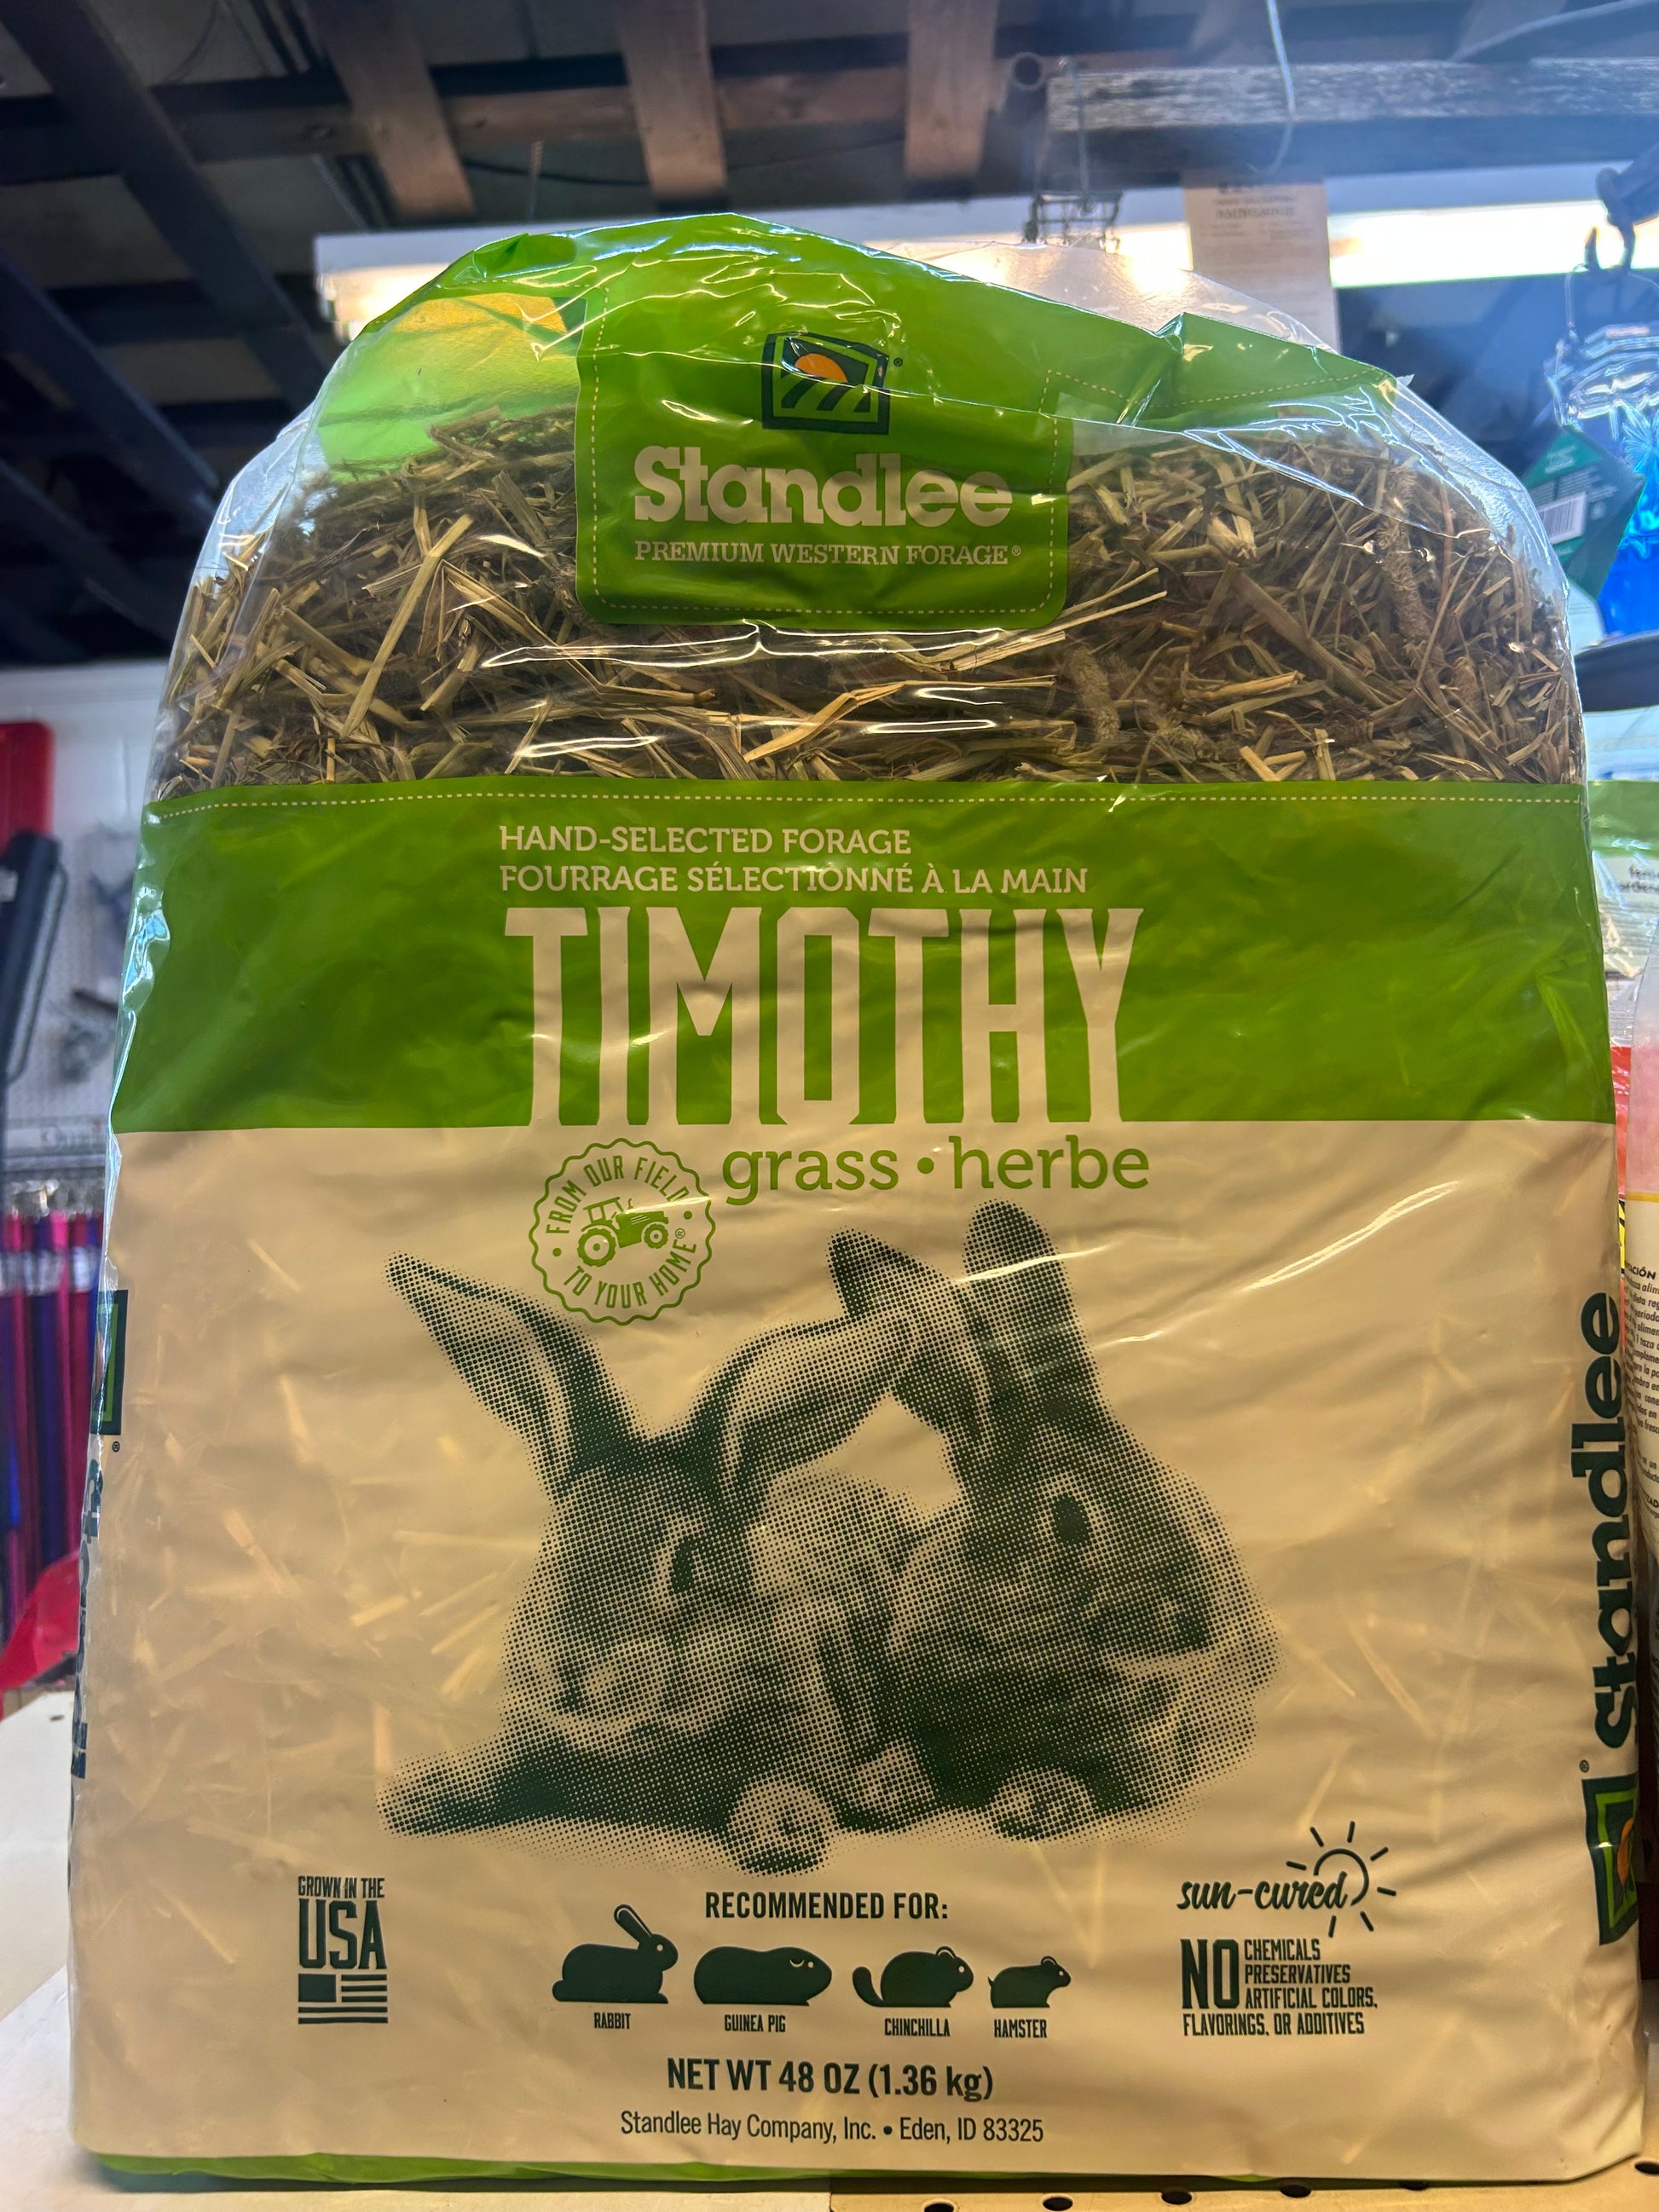 Standlee
PREMIUM WESTERN FORAGE®
HAND-SELECTED FORAGE
FOURRAGE SÉLECTIONNÉ À LA MAIN
TIMOTHY
grass • herbe
FROM OUR FIELD
TO YOUR HOME®
Standlee
GROWN IN THE
USA
RECOMMENDED FOR:
RABBIT
GUINEA PIG
CHINCHILLA
HAMSTER
sun-cured
NO CHEMICALS
PRESERVATIVES
ARTIFICIAL COLORS,
FLAVORINGS, OR ADDITIVES
NET WT 48 OZ (1.36 kg)
Standlee Hay Company, Inc. • Eden, ID 83325